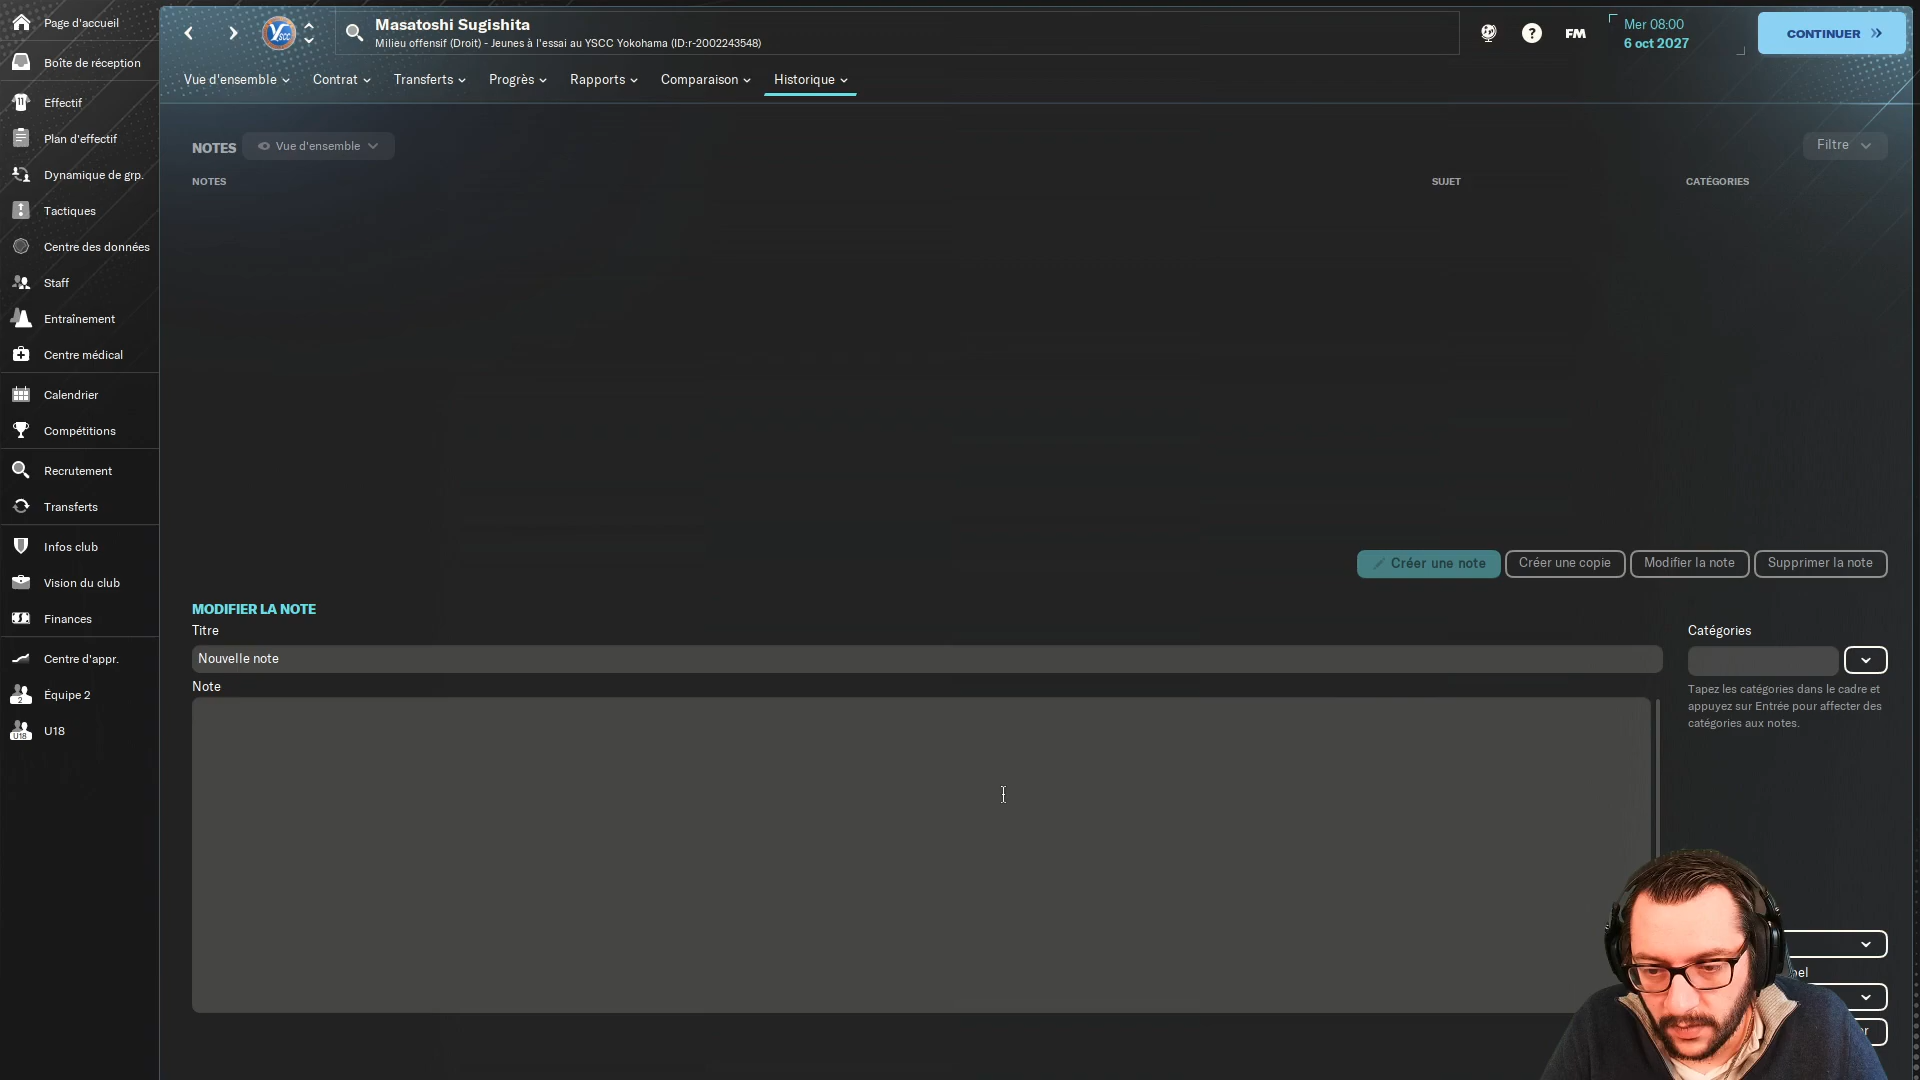 Page d'accueil
Boîte de réception
Effectif
Plan d'effectif
Dynamique de grp.
Tactiques
Centre des données
Staff
Entraînement
Centre médical
Calendrier
Compétitions
Recrutement
Transferts
Infos club
Vision du club
Finances
Centre d'appr.
Équipe 2
U18
Masatoshi Sugishita
Milieu offensif (Droit) - Jeunes à l'essai au YSCC Yokohama (ID:r-2002243548)
FM
Mer 08:00
6 oct 2027
CONTINUER
Vue d'ensemble
Contrat
Transferts
Progrès
Rapports
Comparaison
Historique
NOTES
Vue d'ensemble
Filtre
NOTES
SUJET
CATÉGORIES
Créer une note
Créer une copie
Modifier la note
Supprimer la note
MODIFIER LA NOTE
Titre
Nouvelle note
Note
Catégories
Tapez les catégories dans le cadre et
appuyez sur Entrée pour affecter des
catégories aux notes.